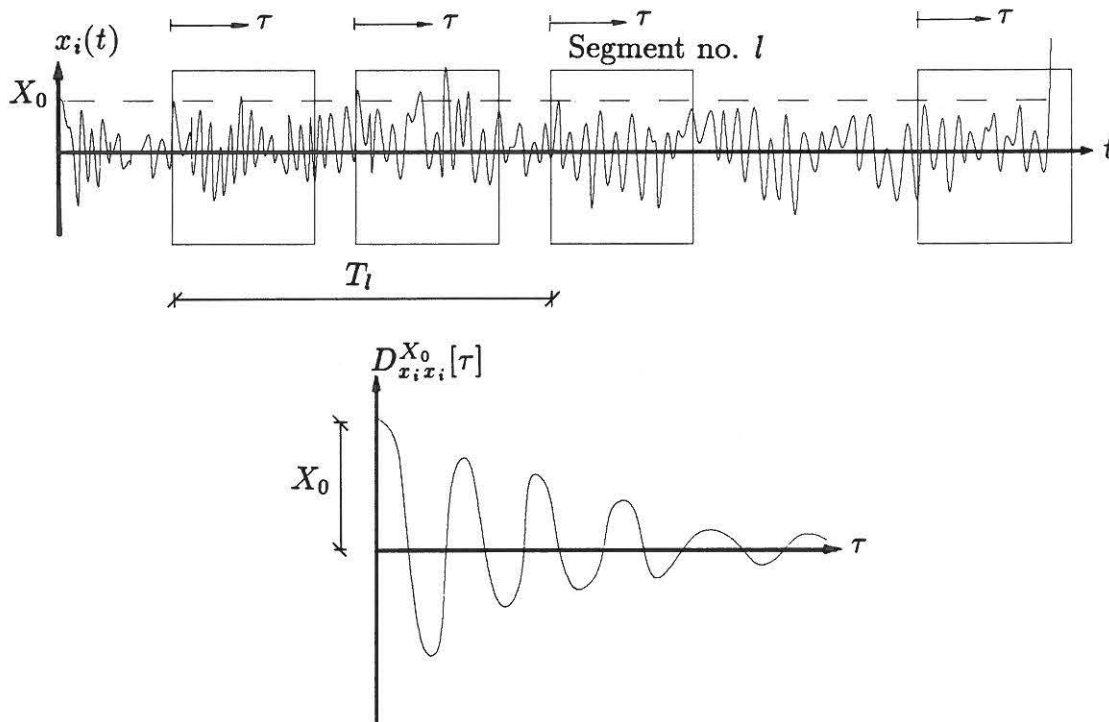 τ τ τ τ
x_i(t) Segment no. l
X_0
t
T_l
D^{X_0}_{x_i x_i}[τ]
X_0
τ